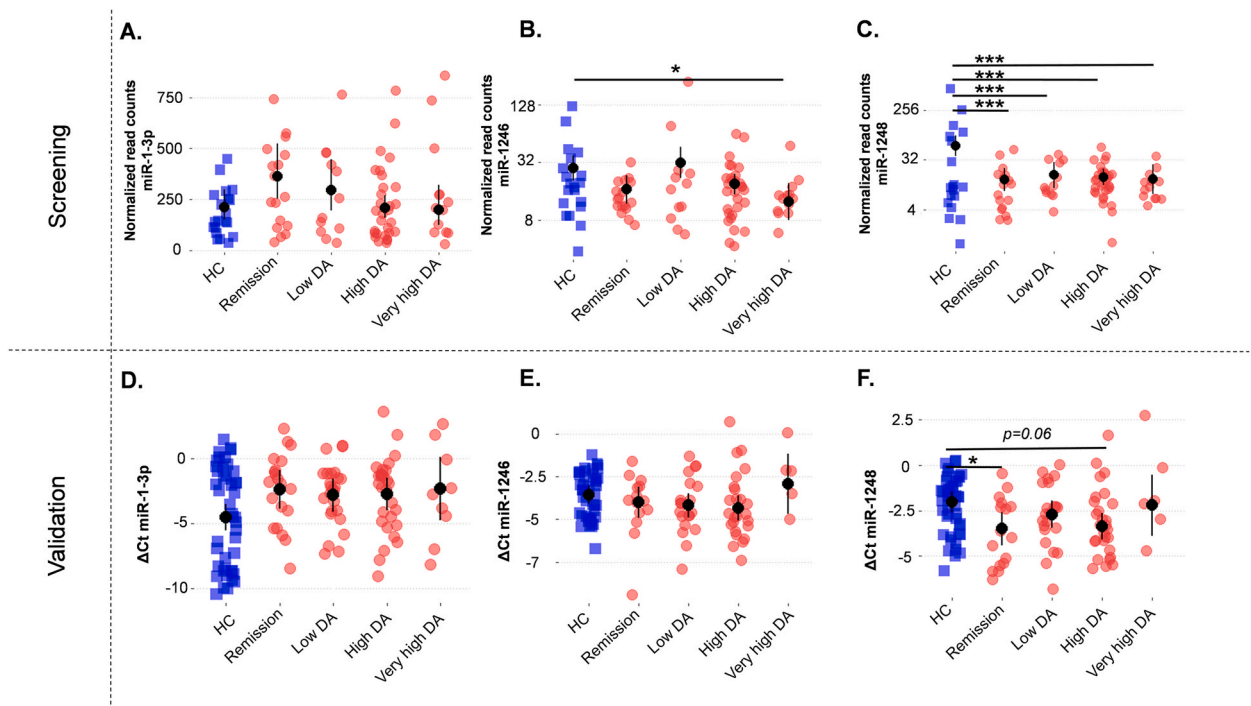 Screening
A.
Normalized read counts
miR-1-3p
750
500
250
0
HC
Remission
Low DA
High DA
Very high DA
B.
Normalized read counts
miR-1246
128
32
8
*
HC
Remission
Low DA
High DA
Very high DA
C.
Normalized read counts
miR-1248
256
32
4
***
***
***
***
HC
Remission
Low DA
High DA
Very high DA
Validation
D.
ΔCt miR-1-3p
0
-5
-10
HC
Remission
Low DA
High DA
Very high DA
E.
ΔCt miR-1246
0
-2.5
-5
-7
HC
Remission
Low DA
High DA
Very high DA
F.
ΔCt miR-1248
2.5
0
-2.5
-5
p=0.06
*
HC
Remission
Low DA
High DA
Very high DA